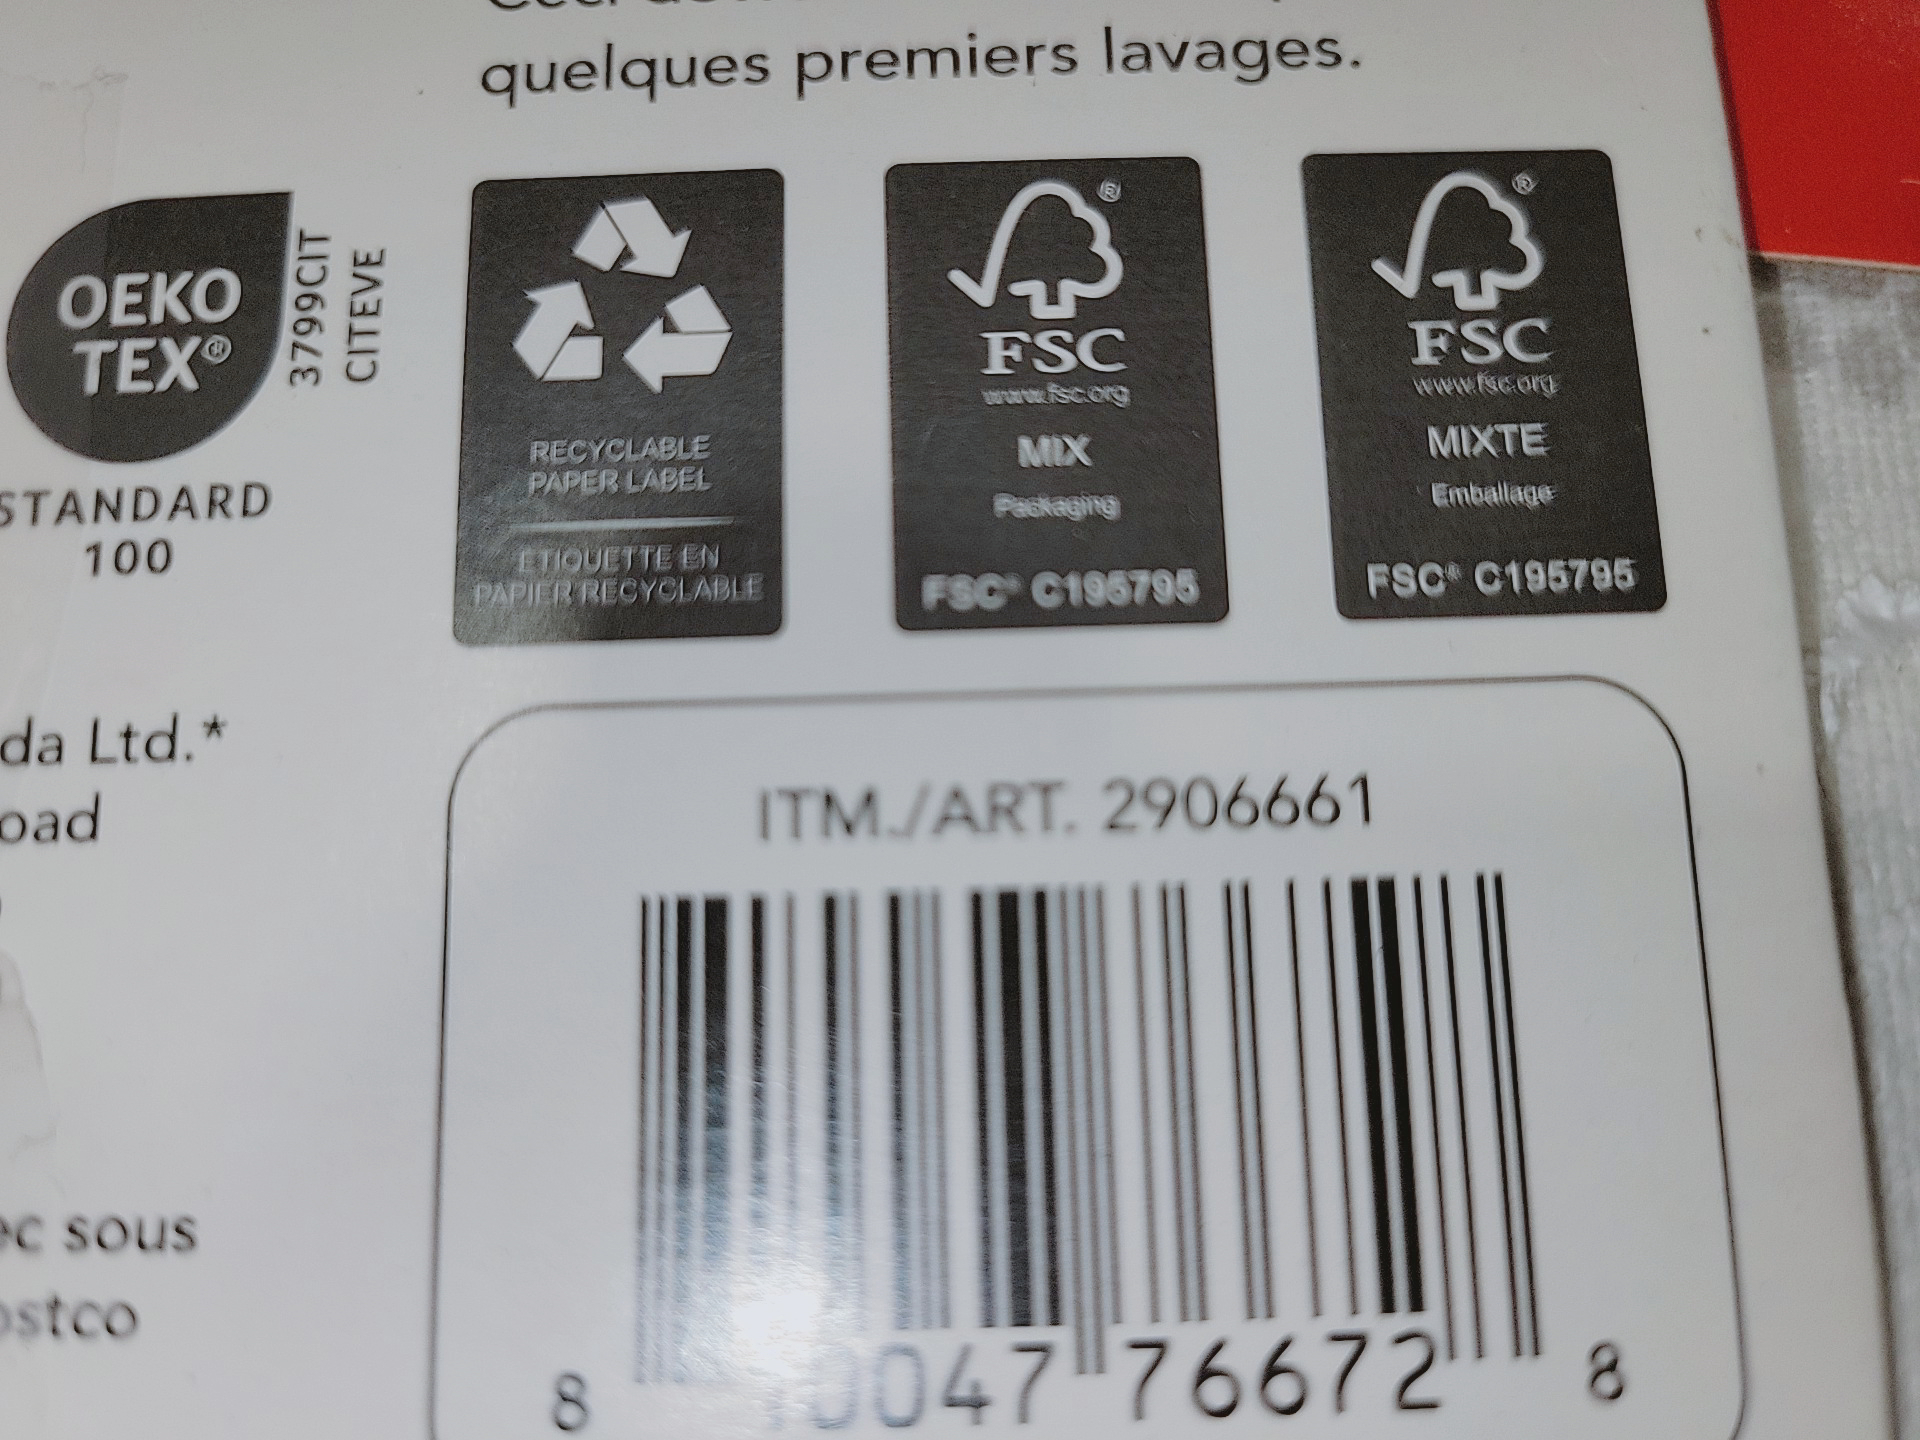 quelques premiers lavages.
OEKO
TEX®
3799CIT
CITEVE
STANDARD
100
RECYCLABLE
PAPER LABEL
ÉTIQUETTE EN
PAPIER RECYCLABLE
®
FSC
www.fsc.org
MIX
Packaging
FSC® C195795
®
FSC
www.fsc.org
MIXTE
Emballage
FSC® C195795
da Ltd.*
oad
ec sous
ostco
ITM./ART. 2906661
8 10047 76672 8